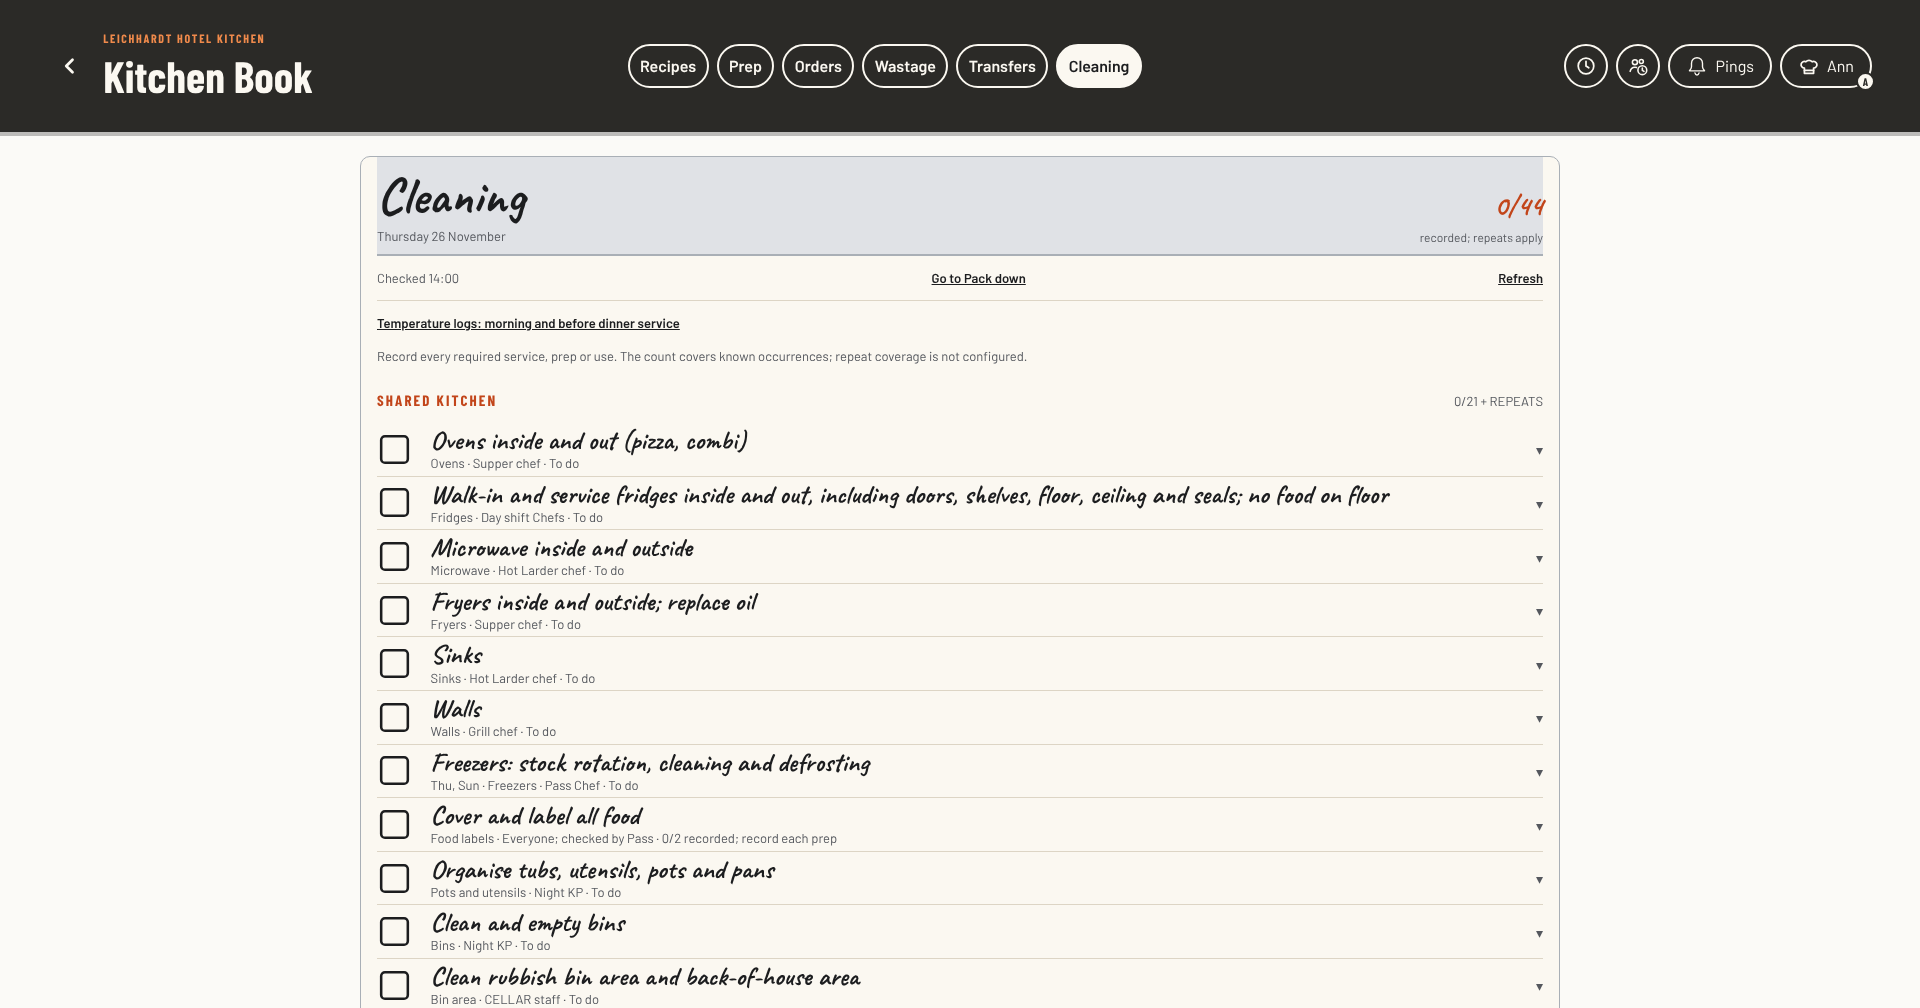 LEICHHARDT HOTEL KITCHEN
Kitchen Book
Recipes
Prep
Orders
Wastage
Transfers
Cleaning
Pings
Ann
A
Cleaning
0/44
Thursday 26 November
recorded; repeats apply
Checked 14:00
Go to Pack down
Refresh
Temperature logs: morning and before dinner service
Record every required service, prep or use. The count covers known occurrences; repeat coverage is not configured.
SHARED KITCHEN
0/21 + REPEATS
Ovens inside and out (pizza, combi)
Ovens · Supper chef · To do
Walk-in and service fridges inside and out, including doors, shelves, floor, ceiling and seals; no food on floor
Fridges · Day shift Chefs · To do
Microwave inside and outside
Microwave · Hot Larder chef · To do
Fryers inside and outside; replace oil
Fryers · Supper chef · To do
Sinks
Sinks · Hot Larder chef · To do
Walls
Walls · Grill chef · To do
Freezers: stock rotation, cleaning and defrosting
Thu, Sun · Freezers · Pass Chef · To do
Cover and label all food
Food labels · Everyone; checked by Pass · 0/2 recorded; record each prep
Organise tubs, utensils, pots and pans
Pots and utensils · Night KP · To do
Clean and empty bins
Bins · Night KP · To do
Clean rubbish bin area and back-of-house area
Bin area · CELLAR staff · To do